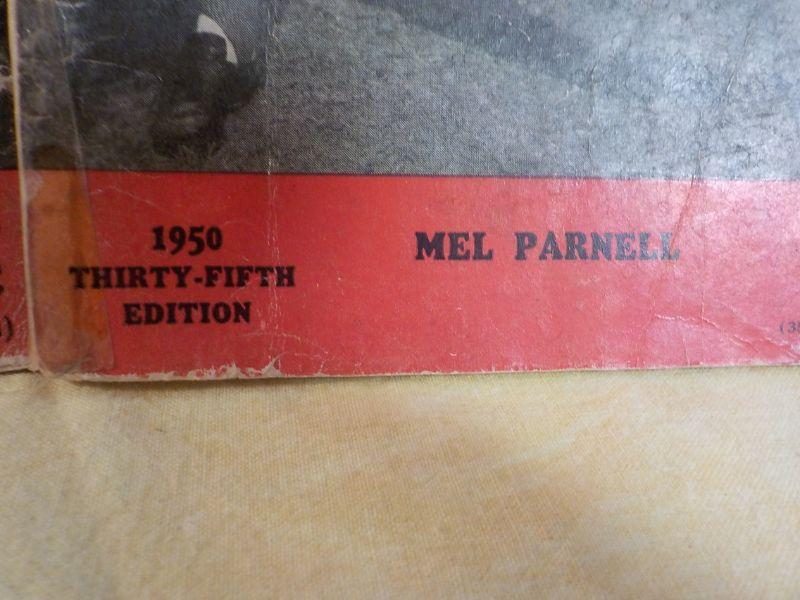 1950
THIRTY-FIFTH
EDITION
MEL PARNELL